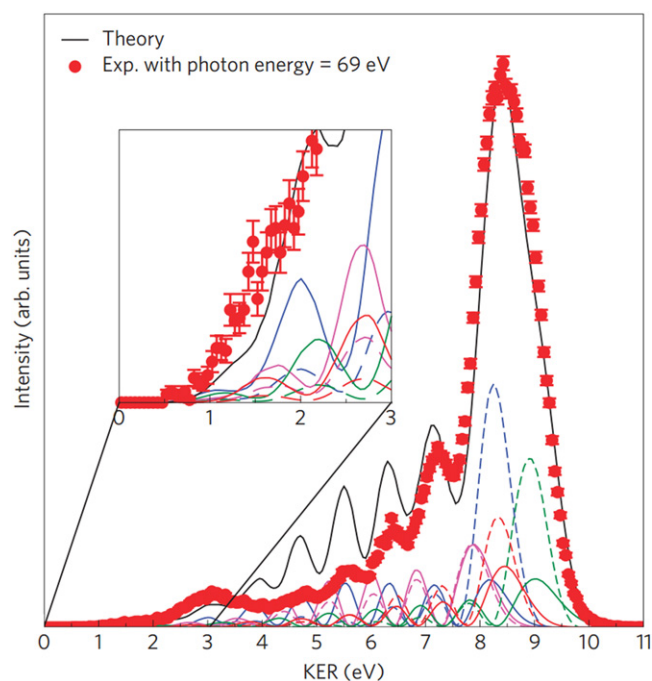 Theory
Exp. with photon energy = 69 eV
Intensity (arb. units)
0 1 2 3
0 1 2 3 4 5 6 7 8 9 10 11
KER (eV)